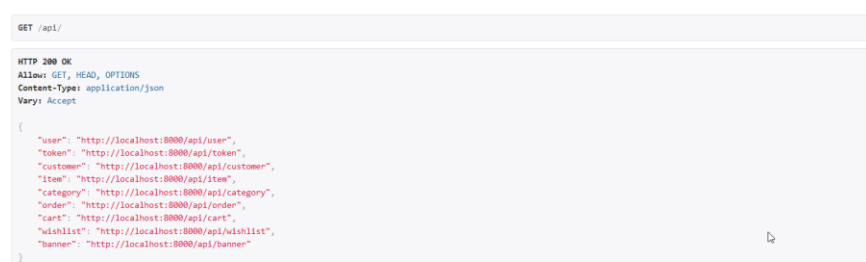 GET /api/
HTTP 200 OK
Allow: GET, HEAD, OPTIONS
Content-Type: application/json
Vary: Accept
{
"user": "http://localhost:8000/api/user",
"token": "http://localhost:8000/api/token",
"customer": "http://localhost:8000/api/customer",
"item": "http://localhost:8000/api/item",
"category": "http://localhost:8000/api/category",
"order": "http://localhost:8000/api/order",
"cart": "http://localhost:8000/api/cart",
"wishlist": "http://localhost:8000/api/wishlist",
"banner": "http://localhost:8000/api/banner"
}